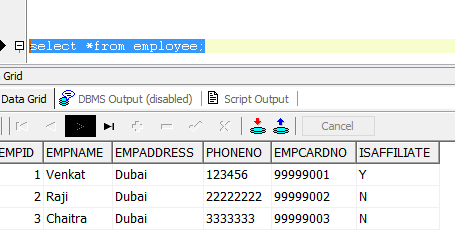 select *from employee;
Grid
Data Grid DBMS Output (disabled) Script Output
Cancel
EMPID EMPNAME EMPADDRESS PHONENO EMPCARDNO ISAFFILIATE
1 Venkat Dubai 123456 99999001 Y
2 Raji Dubai 22222222 99999002 N
3 Chaitra Dubai 3333333 99999003 N